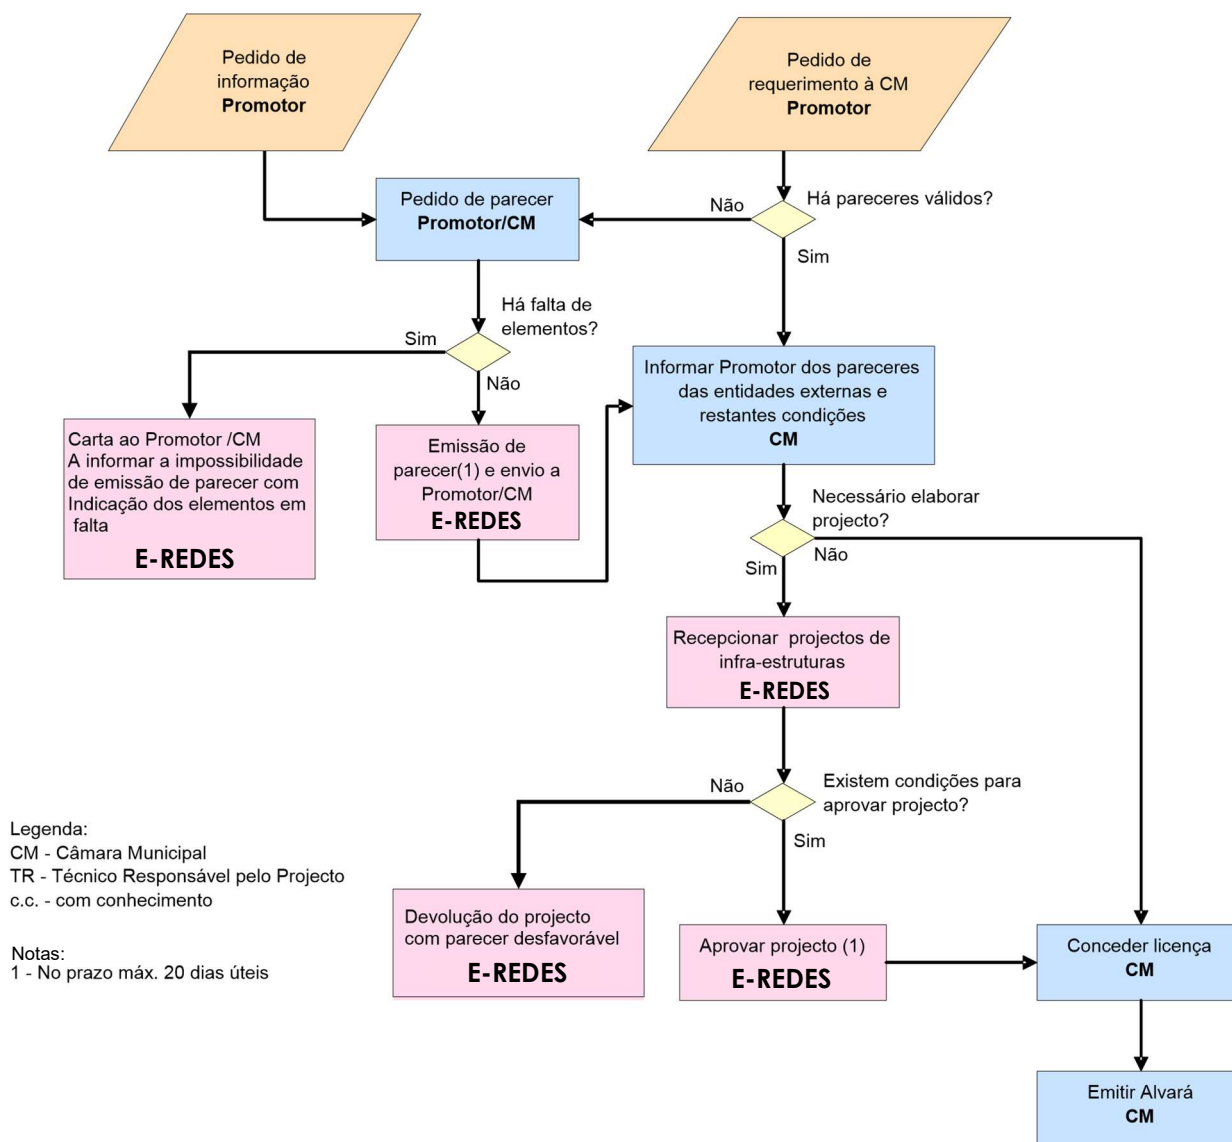 Pedido de
informação
Promotor
Pedido de
requerimento à CM
Promotor
Pedido de parecer
Promotor/CM
Não
Há pareceres válidos?
Sim
Há falta de
elementos?
Sim
Não
Informar Promotor dos pareceres
das entidades externas e
restantes condições
CM
Carta ao Promotor /CM
A informar a impossibilidade
de emissão de parecer com
Indicação dos elementos em
falta
E-REDES
Emissão de
parecer(1) e envio a
Promotor/CM
E-REDES
Necessário elaborar
projecto?
Sim
Não
Recepcionar projectos de
infra-estruturas
E-REDES
Não
Existem condições para
aprovar projecto?
Sim
Legenda:
CM - Câmara Municipal
TR - Técnico Responsável pelo Projecto
c.c. - com conhecimento
Notas:
1 - No prazo máx. 20 dias úteis
Devolução do projecto
com parecer desfavorável
E-REDES
Aprovar projecto (1)
E-REDES
Conceder licença
CM
Emitir Alvará
CM